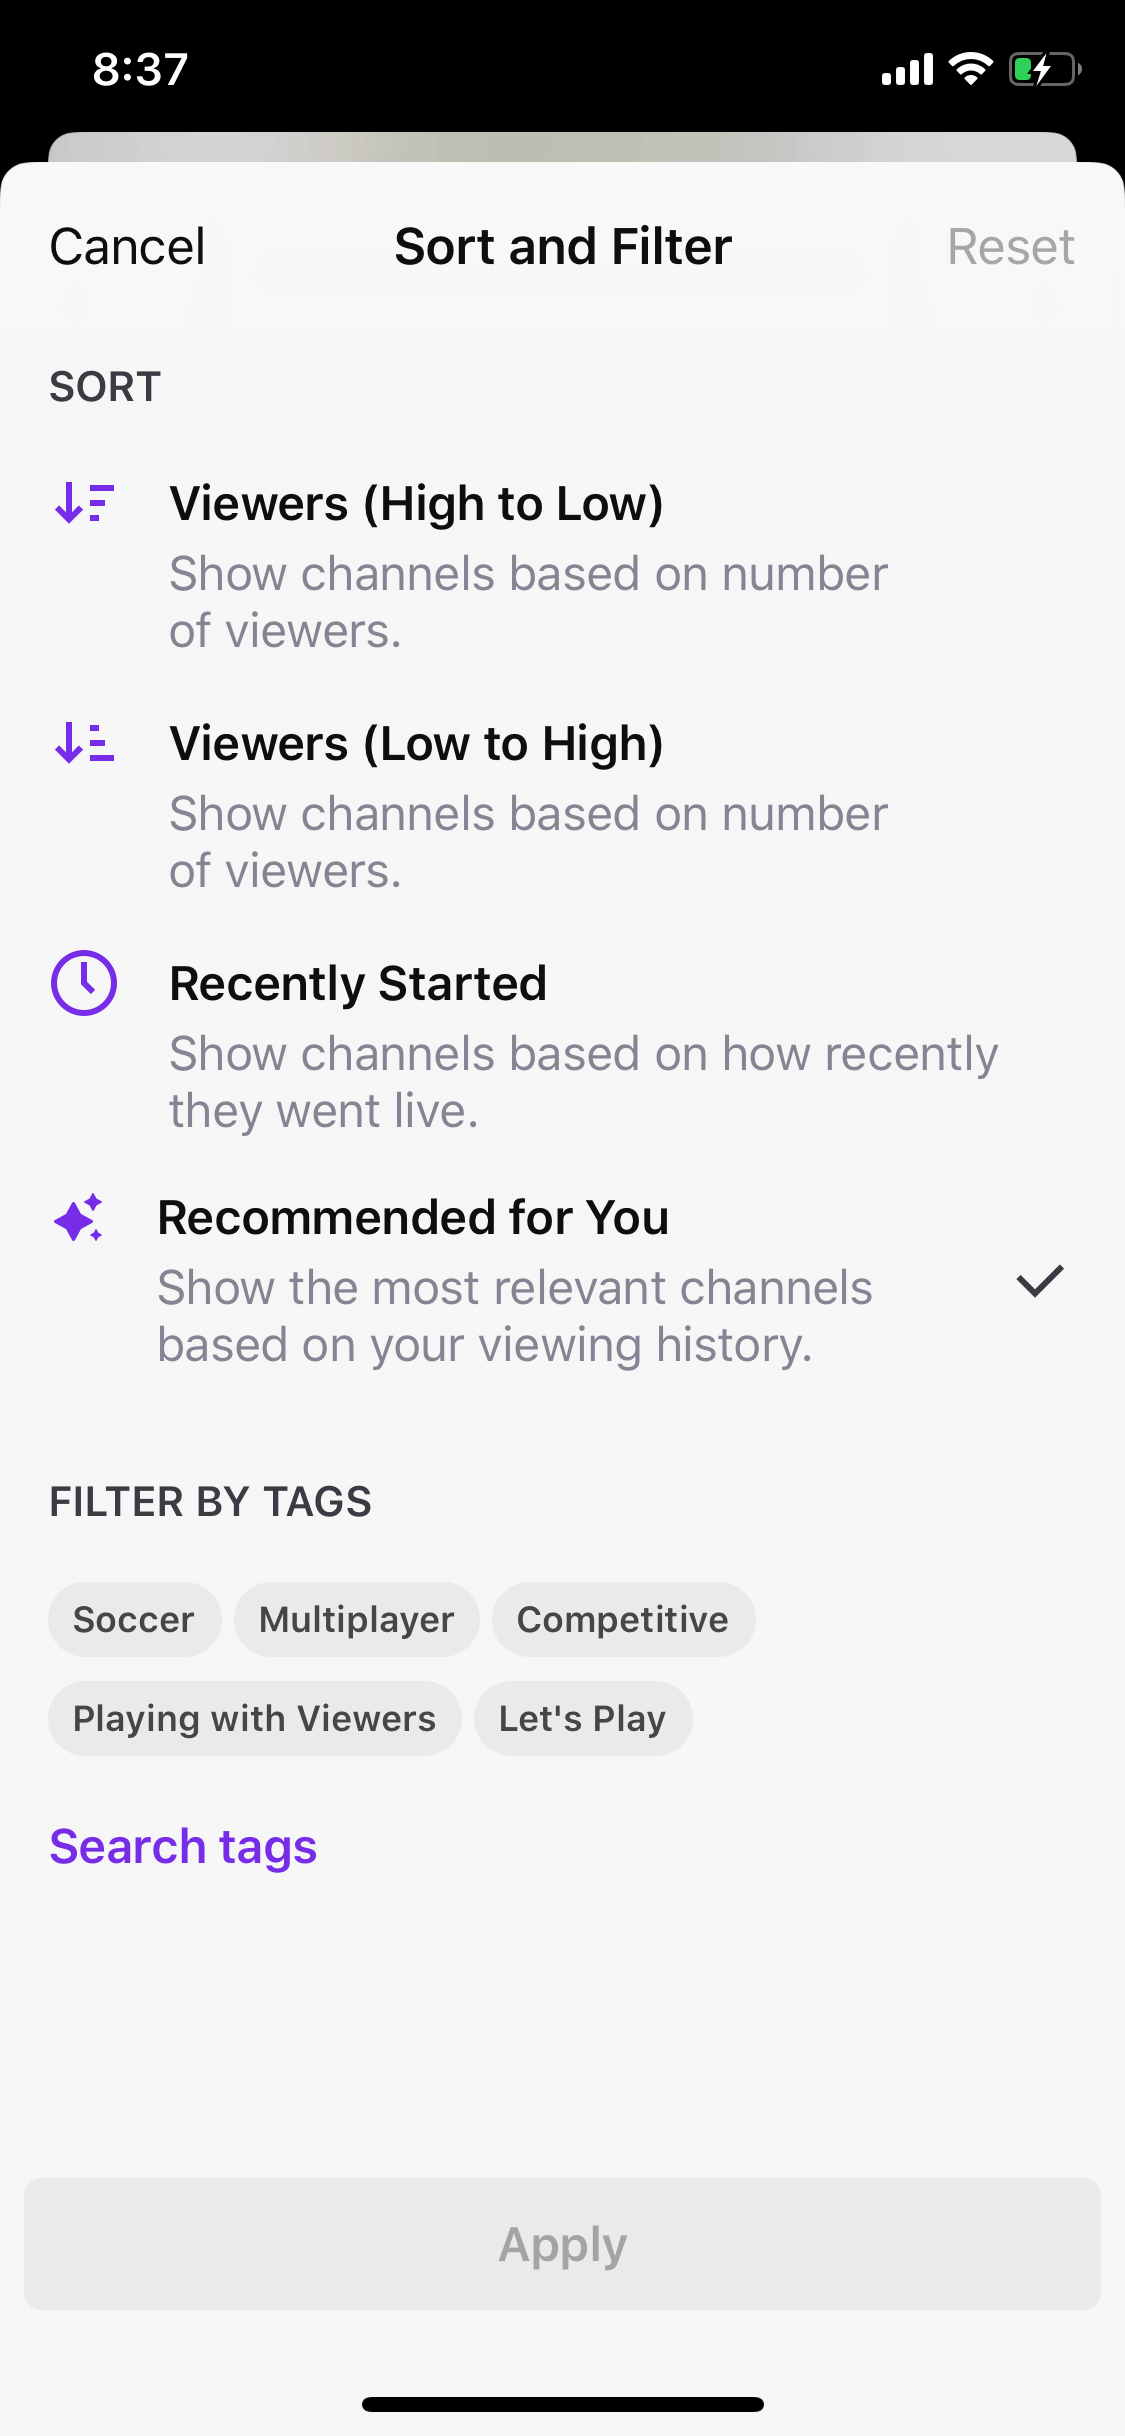 8:37
Cancel
Sort and Filter
Reset
SORT
Viewers (High to Low)
Show channels based on number
of viewers.
Viewers (Low to High)
Show channels based on number
of viewers.
Recently Started
Show channels based on how recently
they went live.
Recommended for You
Show the most relevant channels
based on your viewing history.
FILTER BY TAGS
Soccer
Multiplayer
Competitive
Playing with Viewers
Let's Play
Search tags
Apply